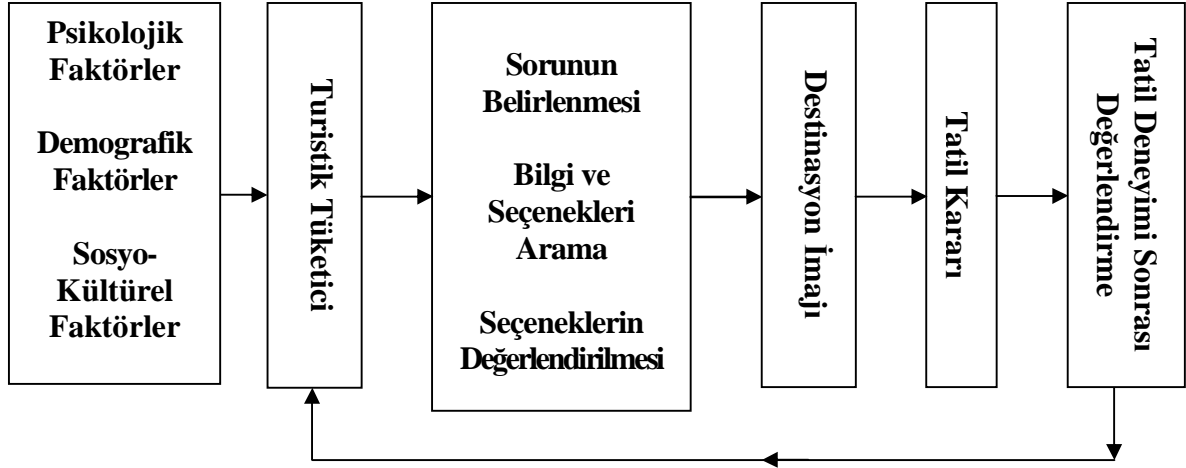 Psikolojik
Faktörler
Demografik
Faktörler
Sosyo-
Kültürel
Faktörler
Turistik Tüketici
Sorunun
Belirlenmesi
Bilgi ve
Seçenekleri
Arama
Seçeneklerin
Değerlendirilmesi
Destinasyon İmajı
Tatil Kararı
Tatil Deneyimi Sonrası
Değerlendirme